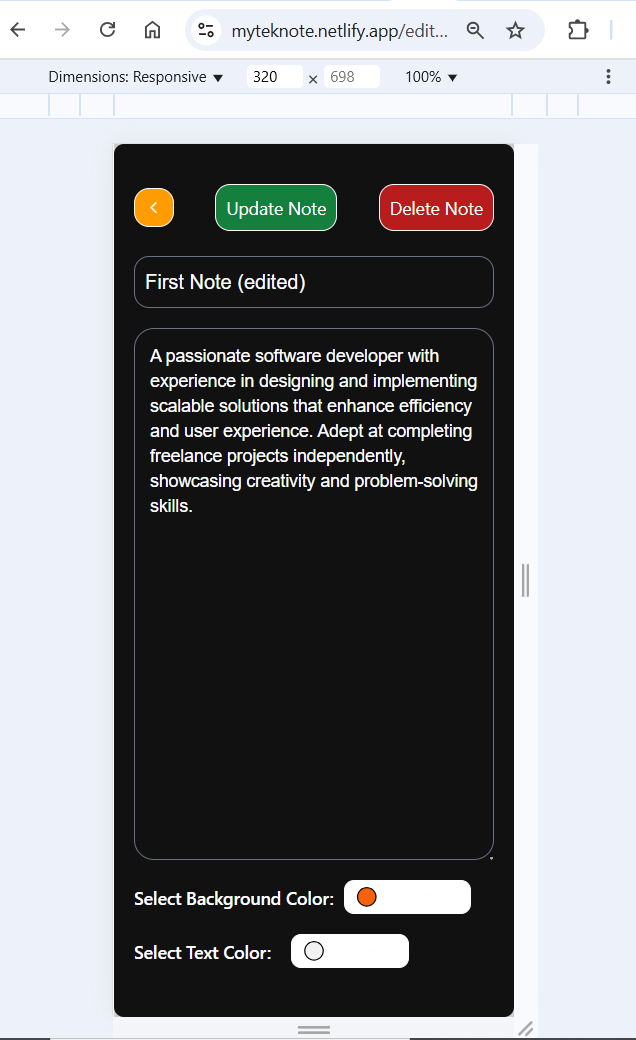 myteknote.netlify.app/edit...
Dimensions: Responsive 320 × 698 100%
Update Note Delete Note
First Note (edited)
A passionate software developer with
experience in designing and implementing
scalable solutions that enhance efficiency
and user experience. Adept at completing
freelance projects independently,
showcasing creativity and problem-solving
skills.
Select Background Color:
Select Text Color: